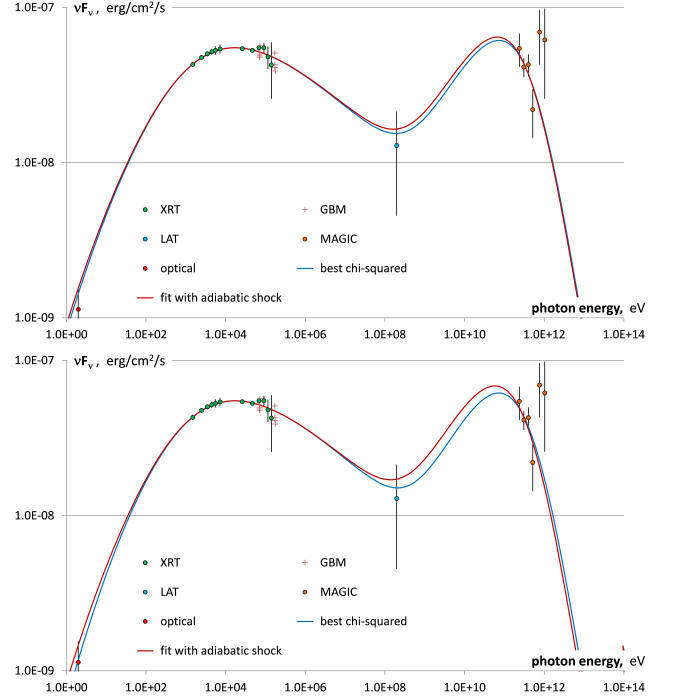 νFν , erg/cm²/s
1.0E-07
1.0E-08
XRT
GBM
LAT
MAGIC
optical
best chi-squared
fit with adiabatic shock
photon energy, eV
1.0E-09
1.0E+00 1.0E+02 1.0E+04 1.0E+06 1.0E+08 1.0E+10 1.0E+12 1.0E+14
νFν , erg/cm²/s
1.0E-07
1.0E-08
XRT
GBM
LAT
MAGIC
optical
best chi-squared
fit with adiabatic shock
photon energy, eV
1.0E-09
1.0E+00 1.0E+02 1.0E+04 1.0E+06 1.0E+08 1.0E+10 1.0E+12 1.0E+14